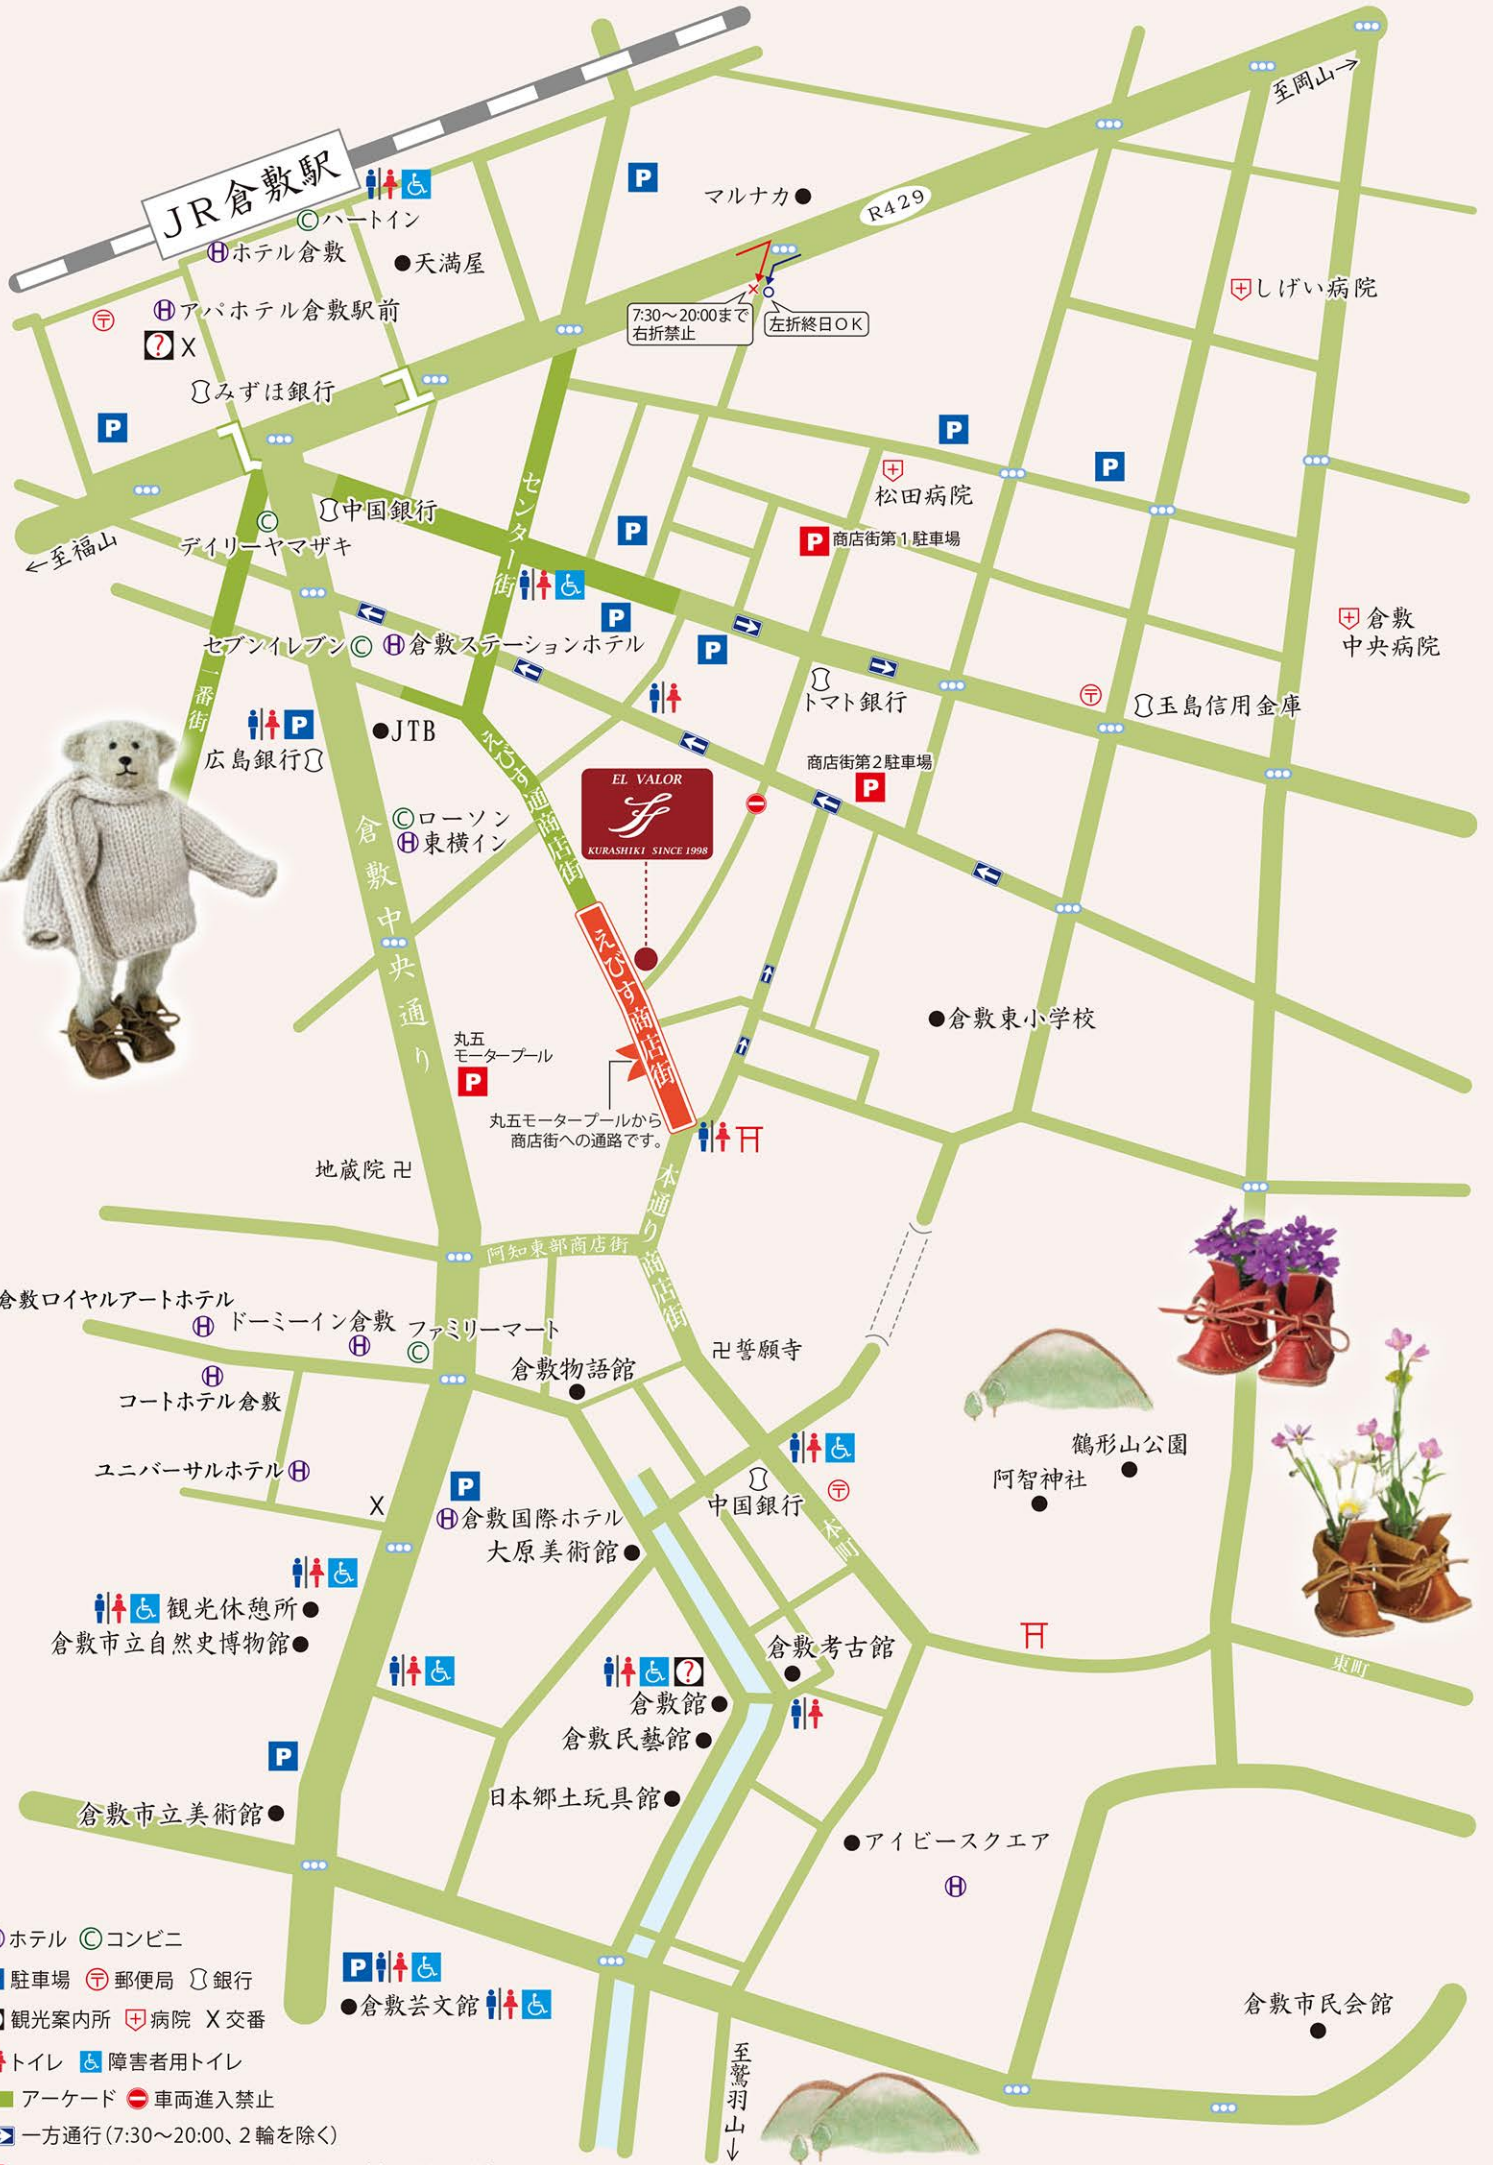 至岡山→
JR倉敷駅
ハートイン
マルナカ
R429
ホテル倉敷
天満屋
しげい病院
アパホテル倉敷駅前
7:30〜20:00まで
右折禁止
左折終日OK
X
みずほ銀行
P
P
P
P
センター街
松田病院
中国銀行
デイリーヤマザキ
←至福山
P
P 商店街第1駐車場
P
P
倉敷
中央病院
セブンイレブン
倉敷ステーションホテル
一番街
トマト銀行
玉島信用金庫
P
JTB
広島銀行
えびす通商店街
EL VALOR
KURASHIKI SINCE 1998
商店街第2駐車場
P
ローソン
東横イン
倉敷中央通り
えびす商店街
倉敷東小学校
丸五
モータープール
P
丸五モータープールから
商店街への通路です。
地蔵院 卍
本通り商店街
阿知東部商店街
倉敷ロイヤルアートホテル
ドーミーイン倉敷
ファミリーマート
卍誓願寺
倉敷物語館
コートホテル倉敷
鶴形山公園
阿智神社
ユニバーサルホテル
P
X
中国銀行
倉敷国際ホテル
大原美術館
本町
観光休憩所
倉敷市立自然史博物館
倉敷考古館
東町
倉敷館
倉敷民藝館
P
日本郷土玩具館
倉敷市立美術館
アイビースクエア
ホテル Ⓒコンビニ
駐車場 郵便局 銀行
P
倉敷芸文館
倉敷市民会館
観光案内所 病院 X 交番
トイレ 障害者用トイレ
至鷲羽山→
アーケード 車両進入禁止
一方通行(7:30〜20:00、2輪を除く)